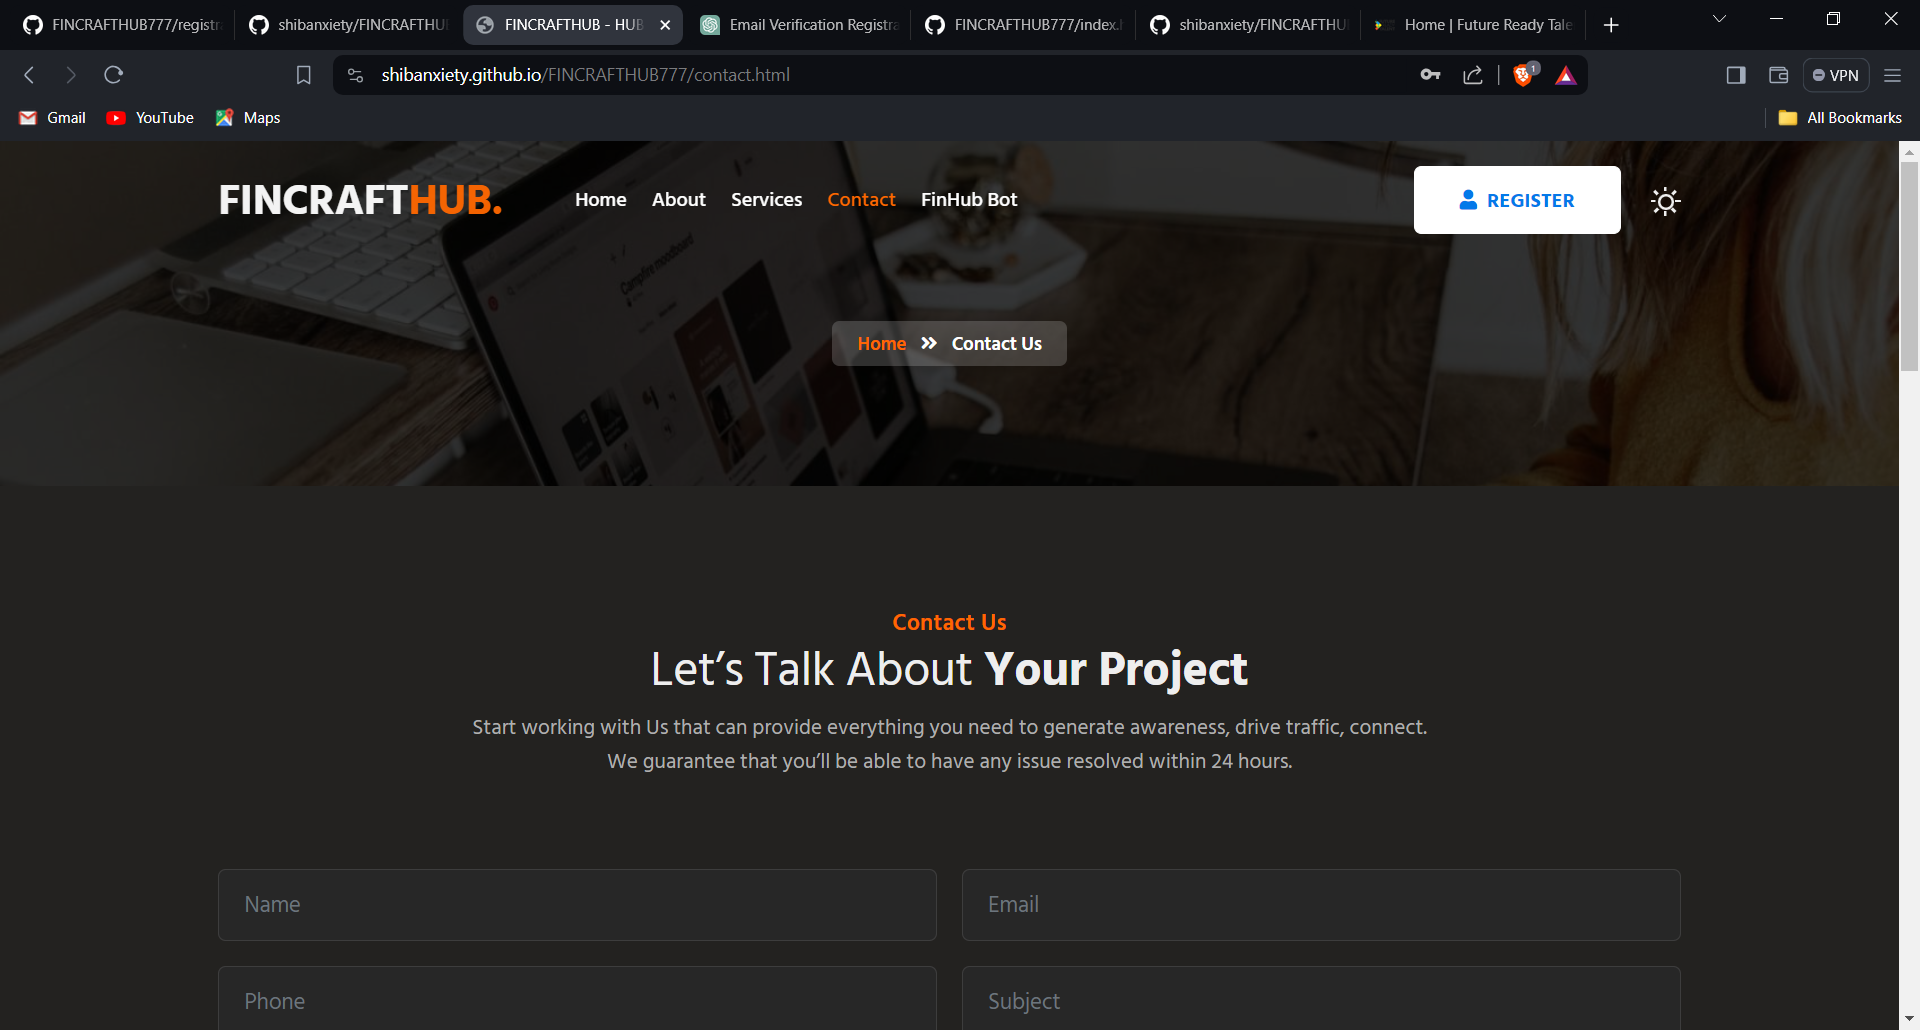 FINCRAFTHUB777/registr
shibanxiety/FINCRAFTHU
FINCRAFTHUB - HUB
Email Verification Registra
FINCRAFTHUB777/index.h
shibanxiety/FINCRAFTHU
Home | Future Ready Tale
shibanxiety.github.io/FINCRAFTHUB777/contact.html
1
VPN
Gmail
YouTube
Maps
All Bookmarks
FINCRAFTHUB.
Home
About
Services
Contact
FinHub Bot
REGISTER
Campfire moodboard
Home » Contact Us
Contact Us
Let’s Talk About Your Project
Start working with Us that can provide everything you need to generate awareness, drive traffic, connect.
We guarantee that you’ll be able to have any issue resolved within 24 hours.
Name
Email
Phone
Subject